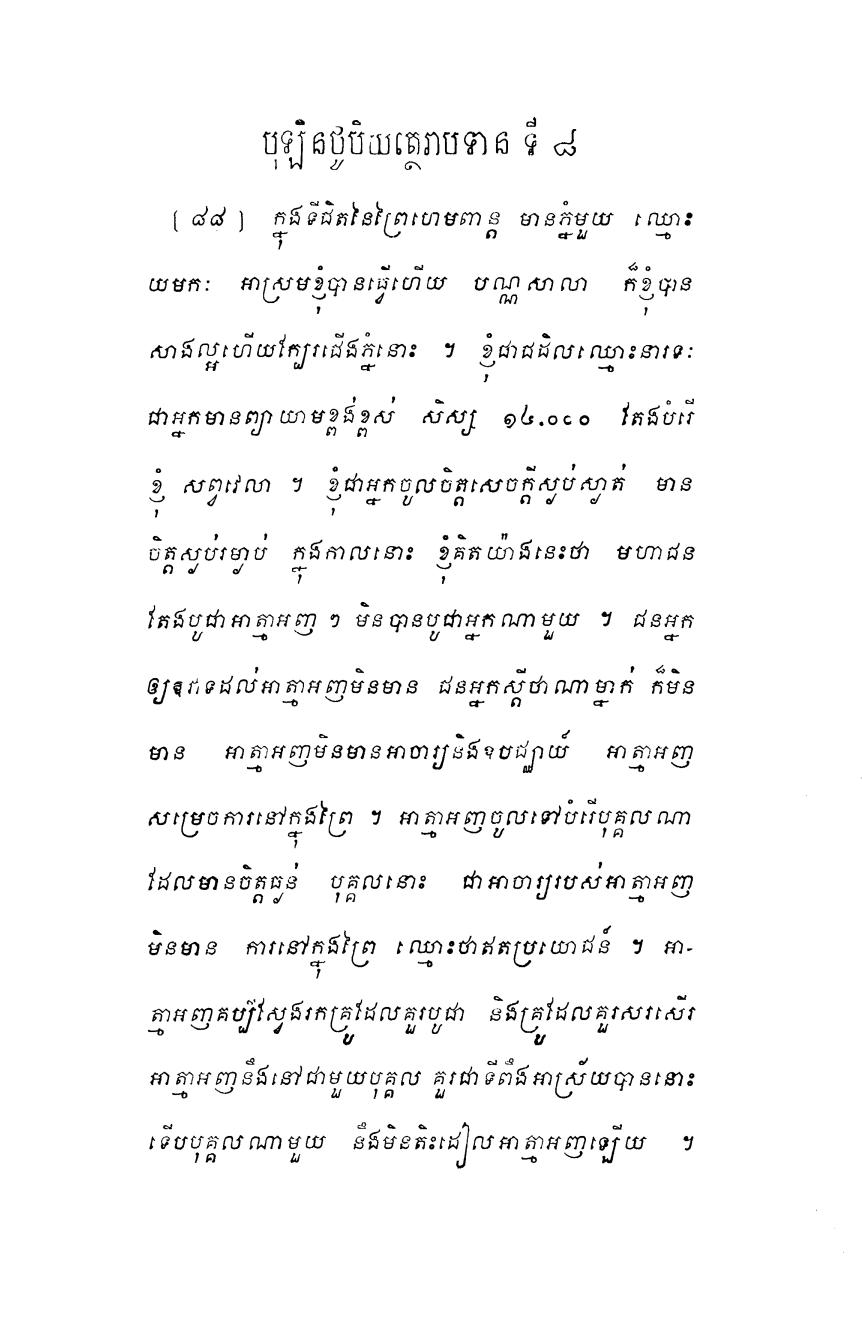 បុឡិនថូបិយត្ថេរាបទាន ទី ៨
[ ៨៨ ] ក្នុងទីជិតនៃព្រៃហេមពាន្ត មានភ្នំមួយ ឈ្មោះ
យមកៈ អាស្រមខ្ញុំបានធ្វើហើយ បណ្ណសាលា ក៏ខ្ញុំបាន
សាងល្អហើយក្បែរជើងភ្នំនោះ ។ ខ្ញុំជាជដិលឈ្មោះនារទៈ
ជាអ្នកមានព្យាយាមខ្ពង់ខ្ពស់ សិស្ស ១៤.០០០ តែងបំរើ
ខ្ញុំ សព្វវេលា ។ ខ្ញុំជាអ្នកចូលចិត្តសេចក្តីស្ងប់ស្ងាត់ មាន
ចិត្តស្ងប់រម្ងាប់ ក្នុងកាលនោះ ខ្ញុំគិតយ៉ាងនេះថា មហាជន
តែងបូជាអាត្មាអញ ៗ មិនបានបូជាអ្នកណាមួយ ។ ជនអ្នក
ឲ្យឱវាទដល់អាត្មាអញមិនមាន ជនអ្នកស្តីថាណាម្នាក់ ក៏មិន
មាន អាត្មាអញមិនមានអាចារ្យនិងឧបជ្ឈាយ៍ អាត្មាអញ
សម្រេចការនៅក្នុងព្រៃ ។ អាត្មាអញចូលទៅបំរើបុគ្គលណា
ដែលមានចិត្តធ្ងន់ បុគ្គលនោះ ជាអាចារ្យរបស់អាត្មាអញ
មិនមាន ការនៅក្នុងព្រៃ ឈ្មោះថាឥតប្រយោជន៍ ។ អា-
ត្មាអញគប្បីស្វែងរកគ្រូដែលគួរបូជា និងគ្រូដែលគួរសរសើរ
អាត្មាអញនឹងនៅជាមួយបុគ្គល គួរជាទីពឹងអាស្រ័យបាននោះ
ទើបបុគ្គលណាមួយ នឹងមិនតិះដៀលអាត្មាអញឡើយ ។